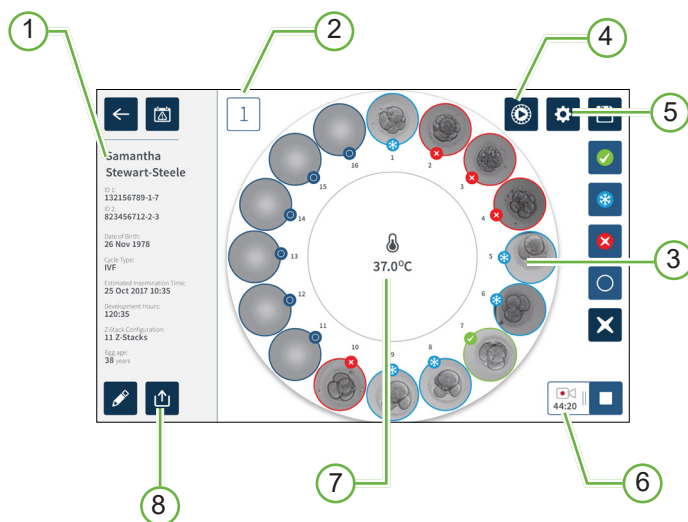 1
2
4
5
3
6
7
8
1
Samantha
Stewart-Steele
ID 1:
132156789-1-7
ID 2:
823456712-2-3
Date of Birth:
26 Nov 1978
Cycle Type:
IVF
Estimated Insemination Time:
25 Oct 2017 10:35
Development Hours:
120:35
Z-Stack Configuration:
11 Z-Stacks
Egg age:
38 years
1
2
3
4
5
6
7
8
9
10
11
12
13
14
15
16
37.0°C
44:20